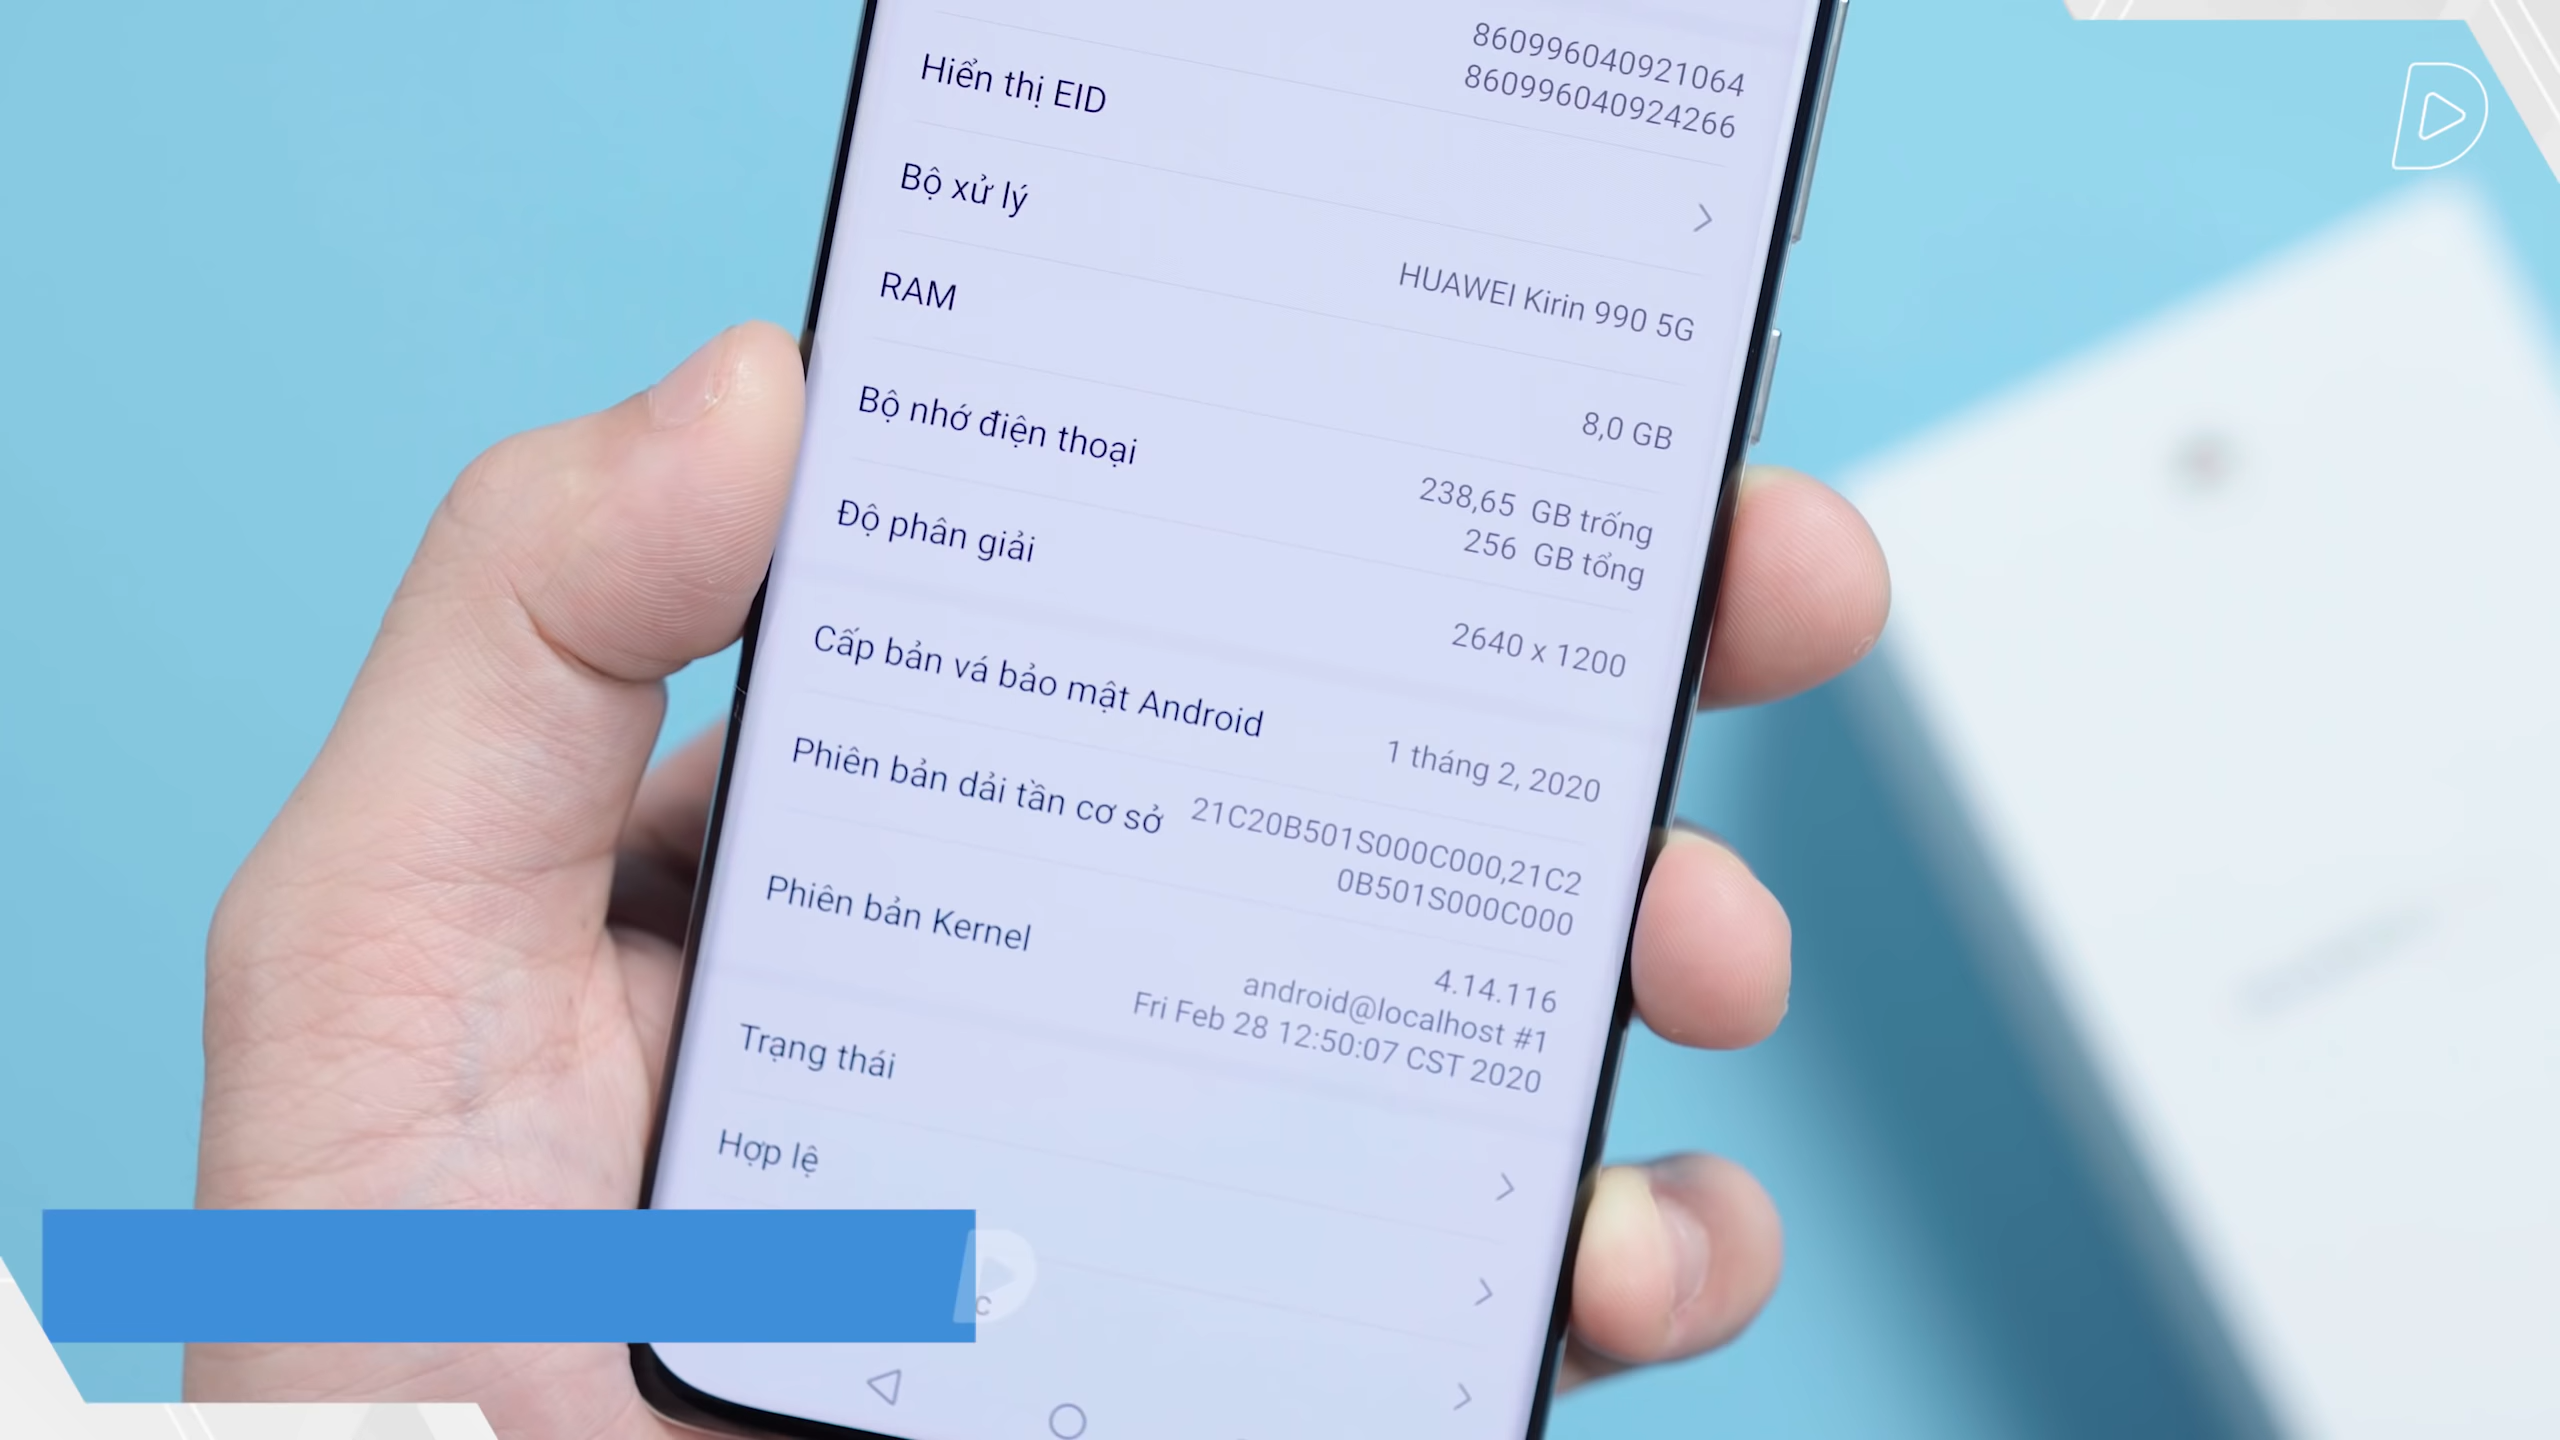 860996040921064
860996040924266
Hiển thị EID
Bộ xử lý
HUAWEI Kirin 990 5G
RAM
8,0 GB
Bộ nhớ điện thoại
238,65 GB trống
256 GB tổng
Độ phân giải
2640 x 1200
Cấp bản vá bảo mật Android
1 tháng 2, 2020
Phiên bản dải tần cơ sở
21C20B501S000C000,21C2
0B501S000C000
Phiên bản Kernel
4.14.116
android@localhost #1
Fri Feb 28 12:50:07 CST 2020
Trạng thái
Hợp lệ